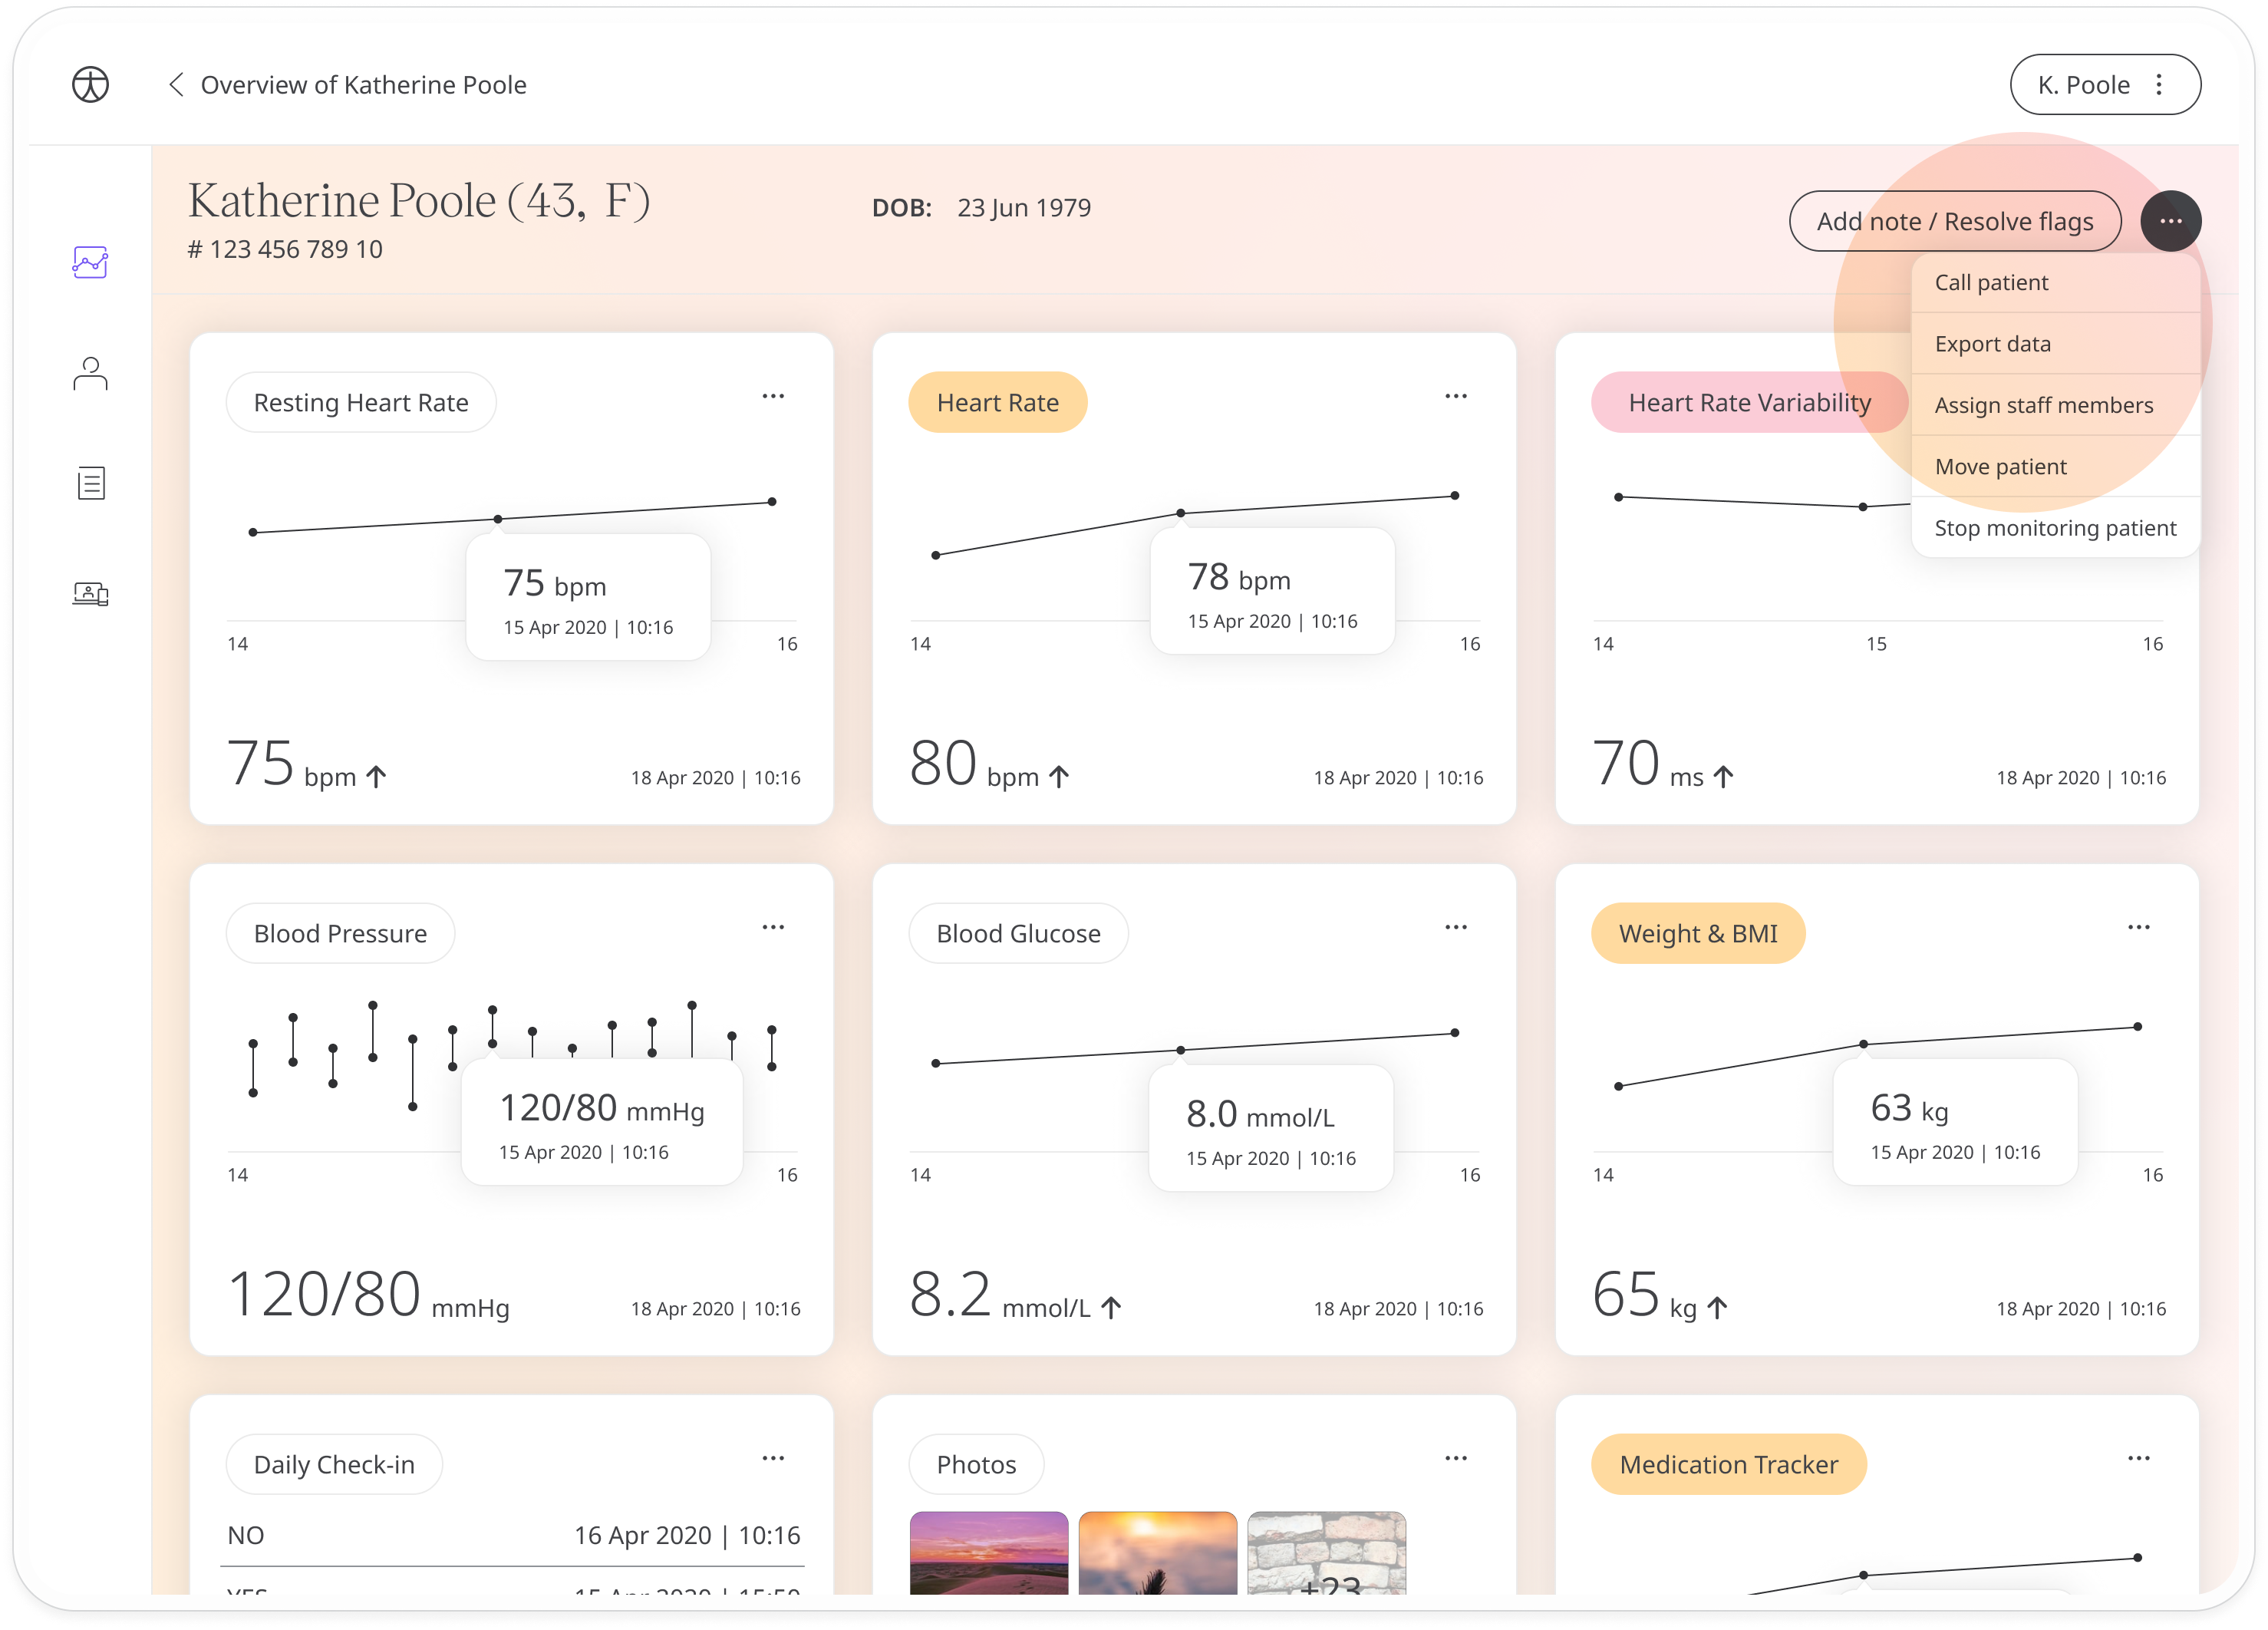 Overview of Katherine Poole
K. Poole
Katherine Poole (43, F)
# 123 456 789 10
DOB: 23 Jun 1979
Add note / Resolve flags
Call patient
Export data
Assign staff members
Move patient
Stop monitoring patient
Resting Heart Rate
75 bpm
15 Apr 2020 | 10:16
14
16
75 bpm
18 Apr 2020 | 10:16
Heart Rate
78 bpm
15 Apr 2020 | 10:16
14
16
80 bpm
18 Apr 2020 | 10:16
Heart Rate Variability
14
15
16
70 ms
18 Apr 2020 | 10:16
Blood Pressure
120/80 mmHg
15 Apr 2020 | 10:16
14
16
120/80 mmHg
18 Apr 2020 | 10:16
Blood Glucose
8.0 mmol/L
15 Apr 2020 | 10:16
14
16
8.2 mmol/L
18 Apr 2020 | 10:16
Weight & BMI
63 kg
15 Apr 2020 | 10:16
14
16
65 kg
18 Apr 2020 | 10:16
Daily Check-in
NO 16 Apr 2020 | 10:16
YES
Photos
+23
Medication Tracker